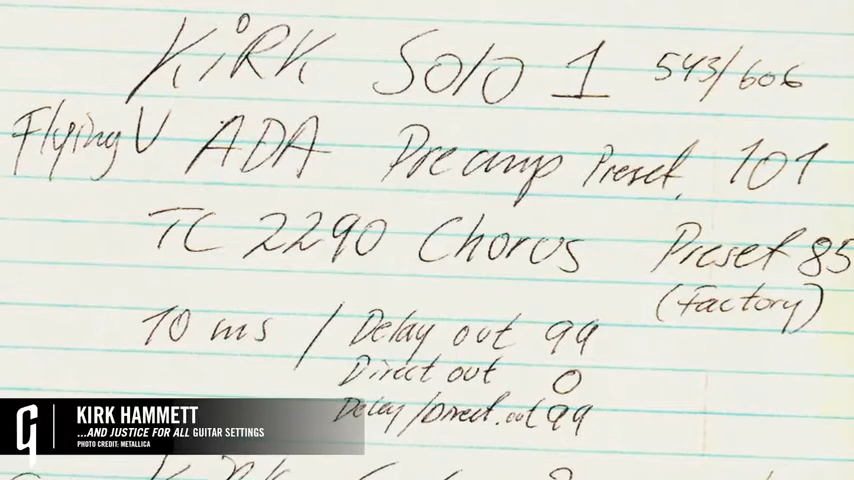 KiRK Solo 1 543/606
Flying V ADA Preamp Preset. 101
TC 2290 Chorus Preset 85
(Factory)
10 ms / Delay out 99
Direct out 0
Delay/Direct.out 99
G
KIRK HAMMETT
...AND JUSTICE FOR ALL GUITAR SETTINGS
PHOTO CREDIT: METALLICA